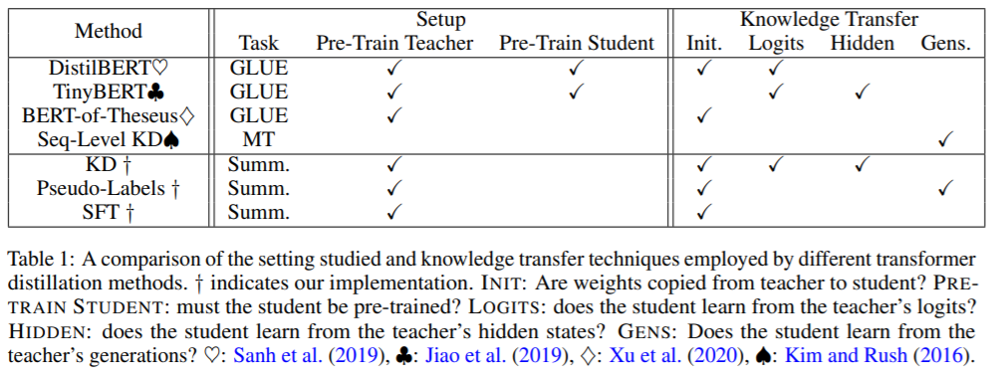 Method Setup Knowledge Transfer
Task Pre-Train Teacher Pre-Train Student Init. Logits Hidden Gens.
DistilBERT♡ GLUE ✓ ✓ ✓ ✓
TinyBERT♣ GLUE ✓ ✓ ✓ ✓
BERT-of-Theseus♢ GLUE ✓ ✓
Seq-Level KD♠ MT ✓
KD † Summ. ✓ ✓ ✓ ✓
Pseudo-Labels † Summ. ✓ ✓ ✓
SFT † Summ. ✓ ✓
Table 1: A comparison of the setting studied and knowledge transfer techniques employed by different transformer
distillation methods. † indicates our implementation. INIT: Are weights copied from teacher to student? PRE-
TRAIN STUDENT: must the student be pre-trained? LOGITS: does the student learn from the teacher's logits?
HIDDEN: does the student learn from the teacher's hidden states? GENS: Does the student learn from the
teacher's generations? ♡: Sanh et al. (2019), ♣: Jiao et al. (2019), ♢: Xu et al. (2020), ♠: Kim and Rush (2016).